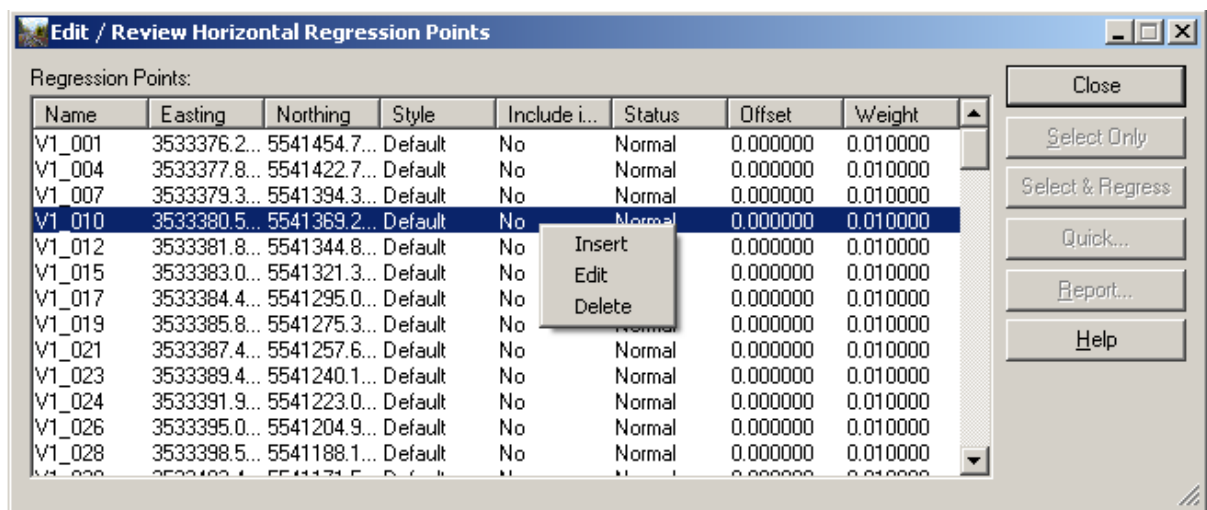 Edit / Review Horizontal Regression Points
Regression Points:
Close
Name Easting Northing Style Include i... Status Offset Weight
V1_001 3533376.2... 5541454.7... Default No Normal 0.000000 0.010000
Select Only
V1_004 3533377.8... 5541422.7... Default No Normal 0.000000 0.010000
V1_007 3533379.3... 5541394.3... Default No Normal 0.000000 0.010000
Select & Regress
V1_010 3533380.5... 5541369.2... Default No Normal 0.000000 0.010000
Quick...
V1_012 3533381.8... 5541344.8... Default No Insert 0.000000 0.010000
V1_015 3533383.0... 5541321.3... Default No Edit 0.000000 0.010000
V1_017 3533384.4... 5541295.0... Default No Delete 0.000000 0.010000
Report...
V1_019 3533385.8... 5541275.3... Default No Normal 0.000000 0.010000
V1_021 3533387.4... 5541257.6... Default No Normal 0.000000 0.010000
Help
V1_023 3533389.4... 5541240.1... Default No Normal 0.000000 0.010000
V1_024 3533391.9... 5541223.0... Default No Normal 0.000000 0.010000
V1_026 3533395.0... 5541204.9... Default No Normal 0.000000 0.010000
V1_028 3533398.5... 5541188.1... Default No Normal 0.000000 0.010000